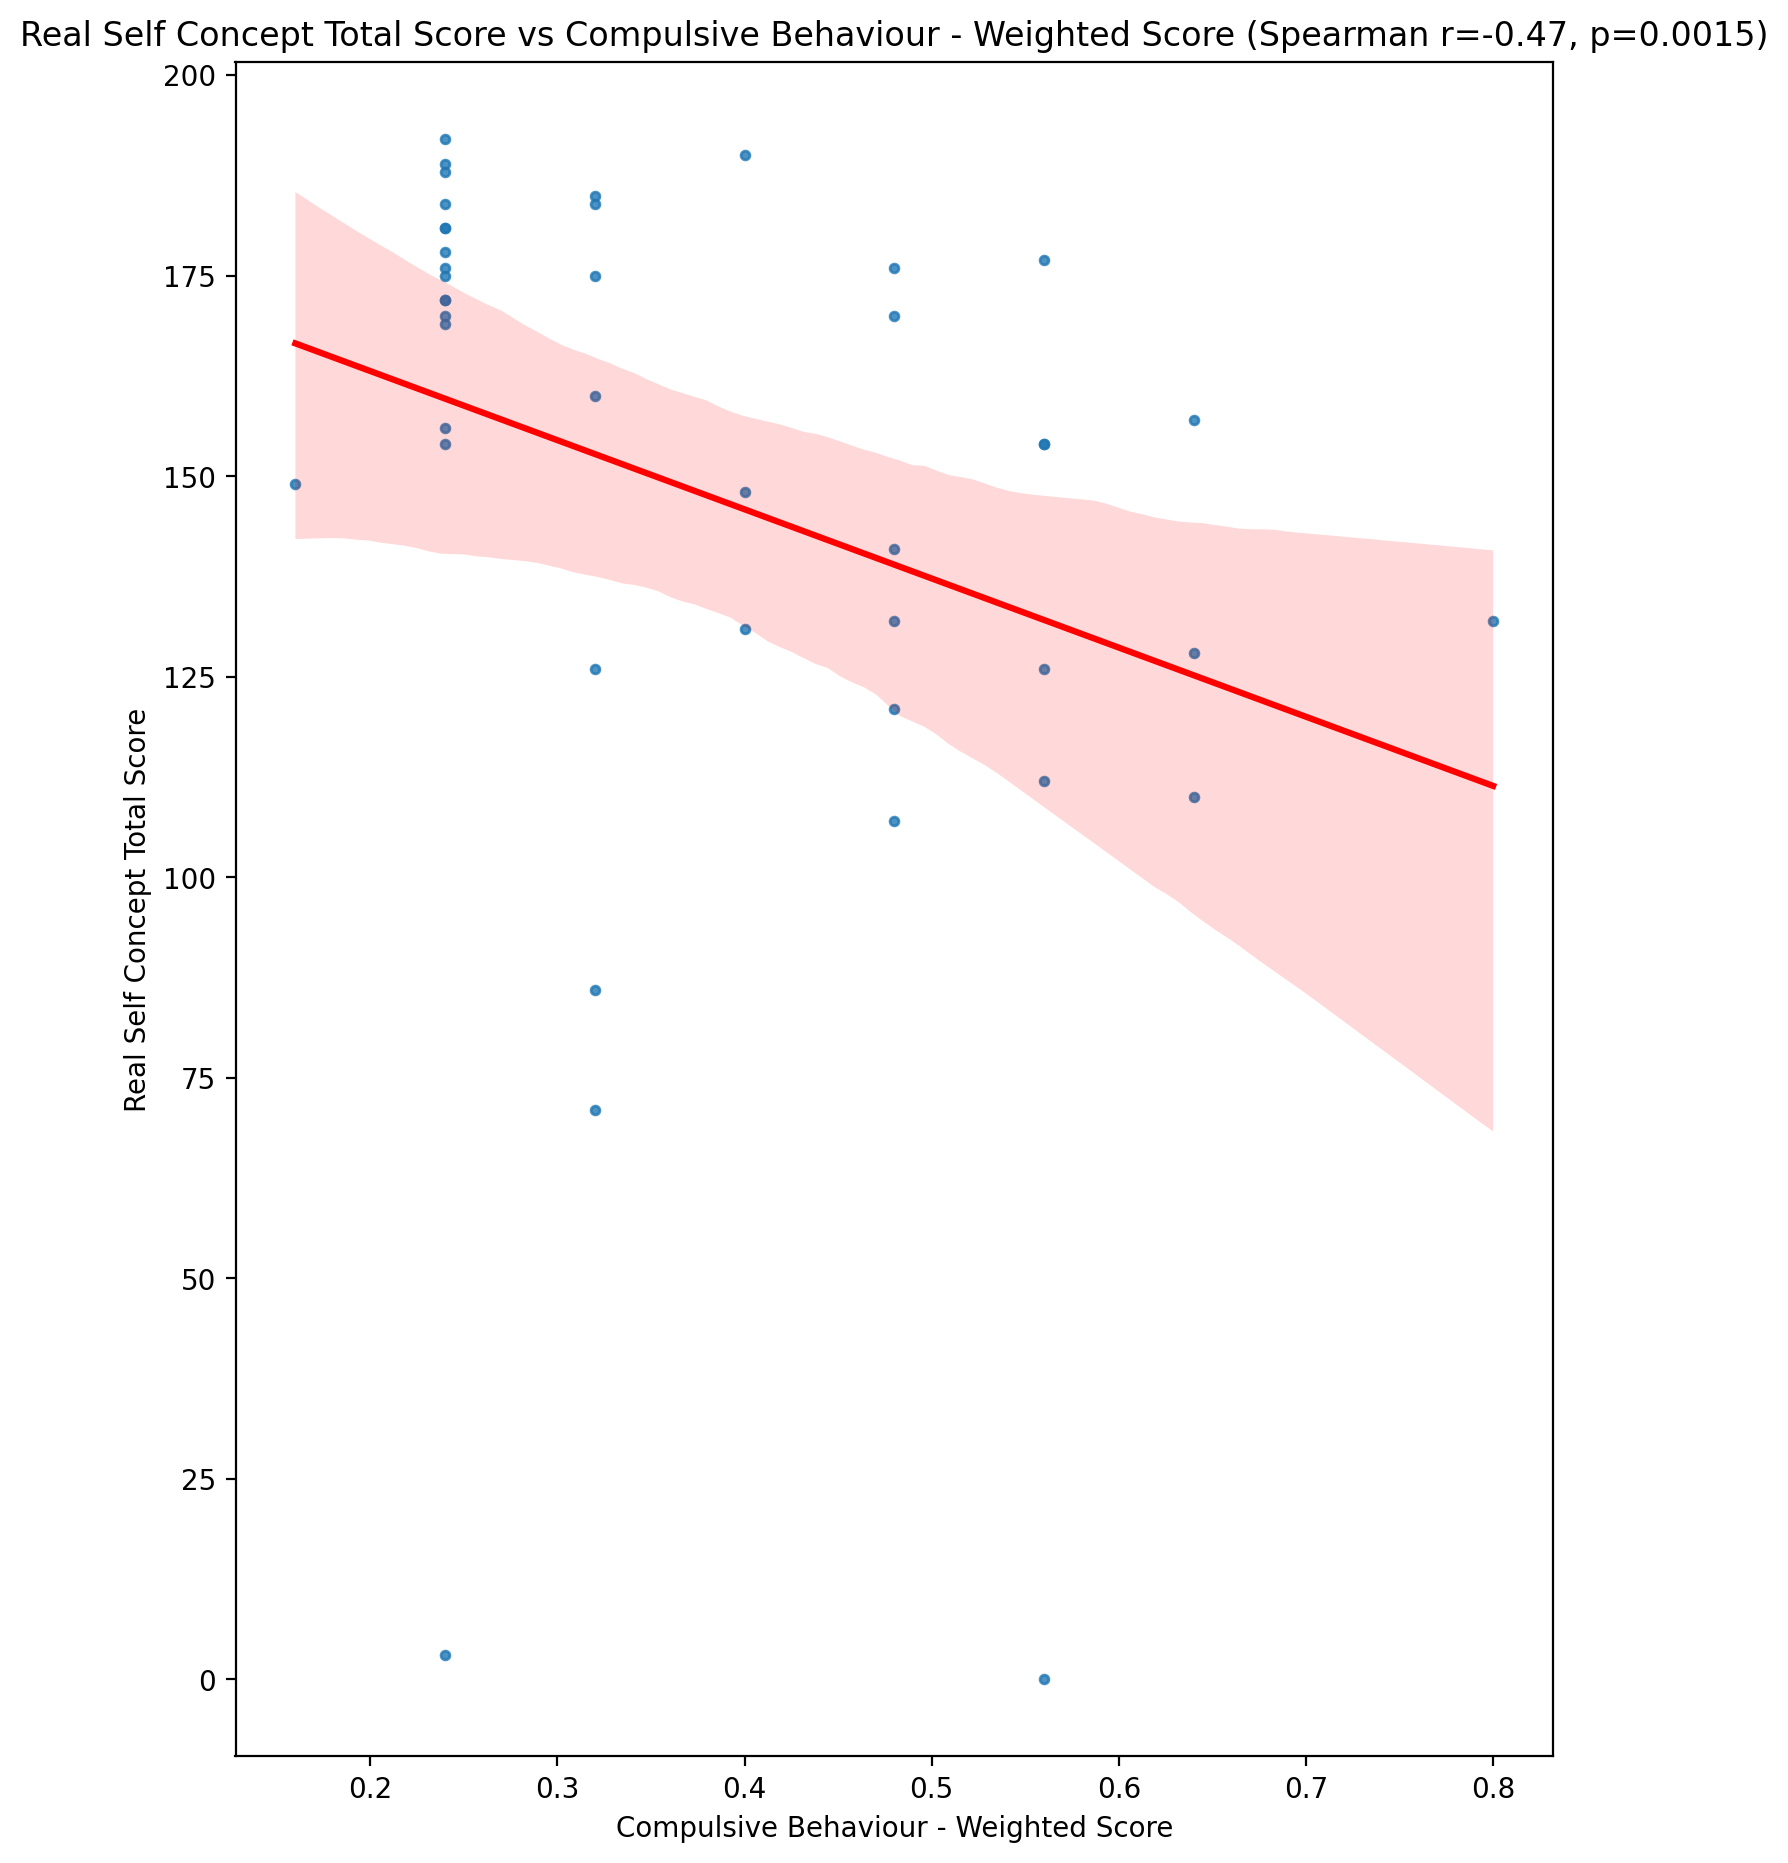 Real Self Concept Total Score vs Compulsive Behaviour - Weighted Score (Spearman r=-0.47, p=0.0015)
200
175
150
125
100
75
50
25
0
Real Self Concept Total Score
0.2 0.3 0.4 0.5 0.6 0.7 0.8
Compulsive Behaviour - Weighted Score